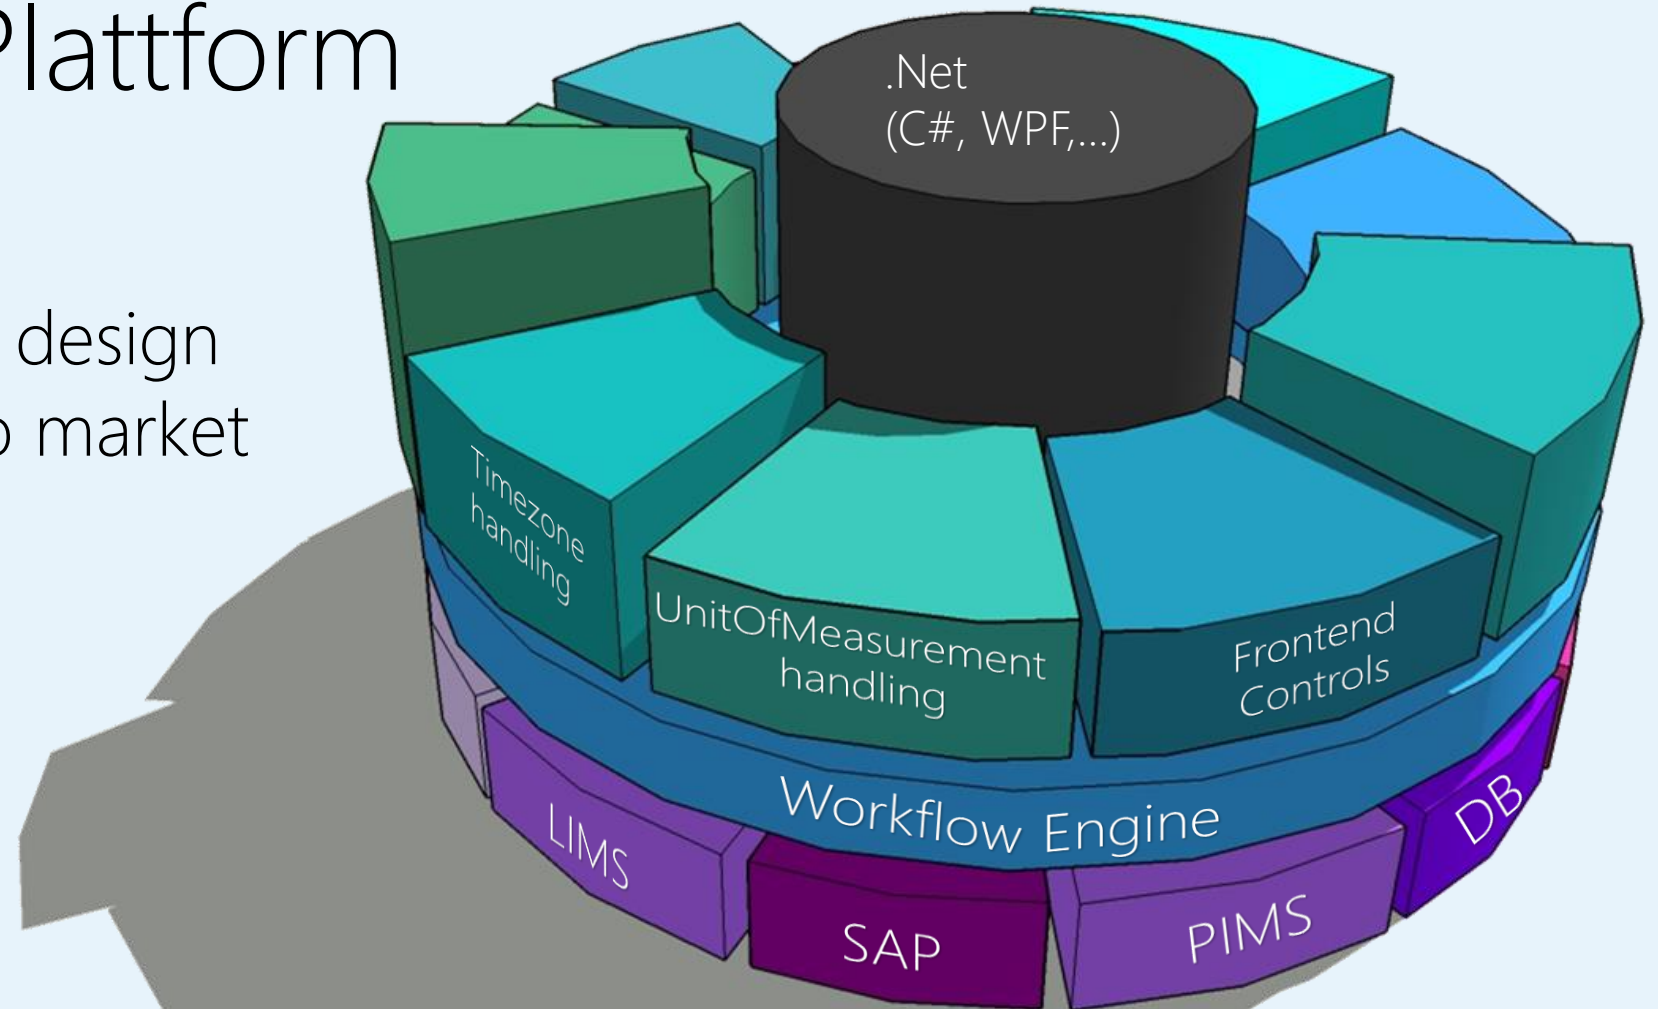 Plattform
design
market
.Net
(C#, WPF,...)
Timezone
handling
UnitOfMeasurement
handling
Frontend
Controls
Workflow Engine
LIMS
SAP
PIMS
DB